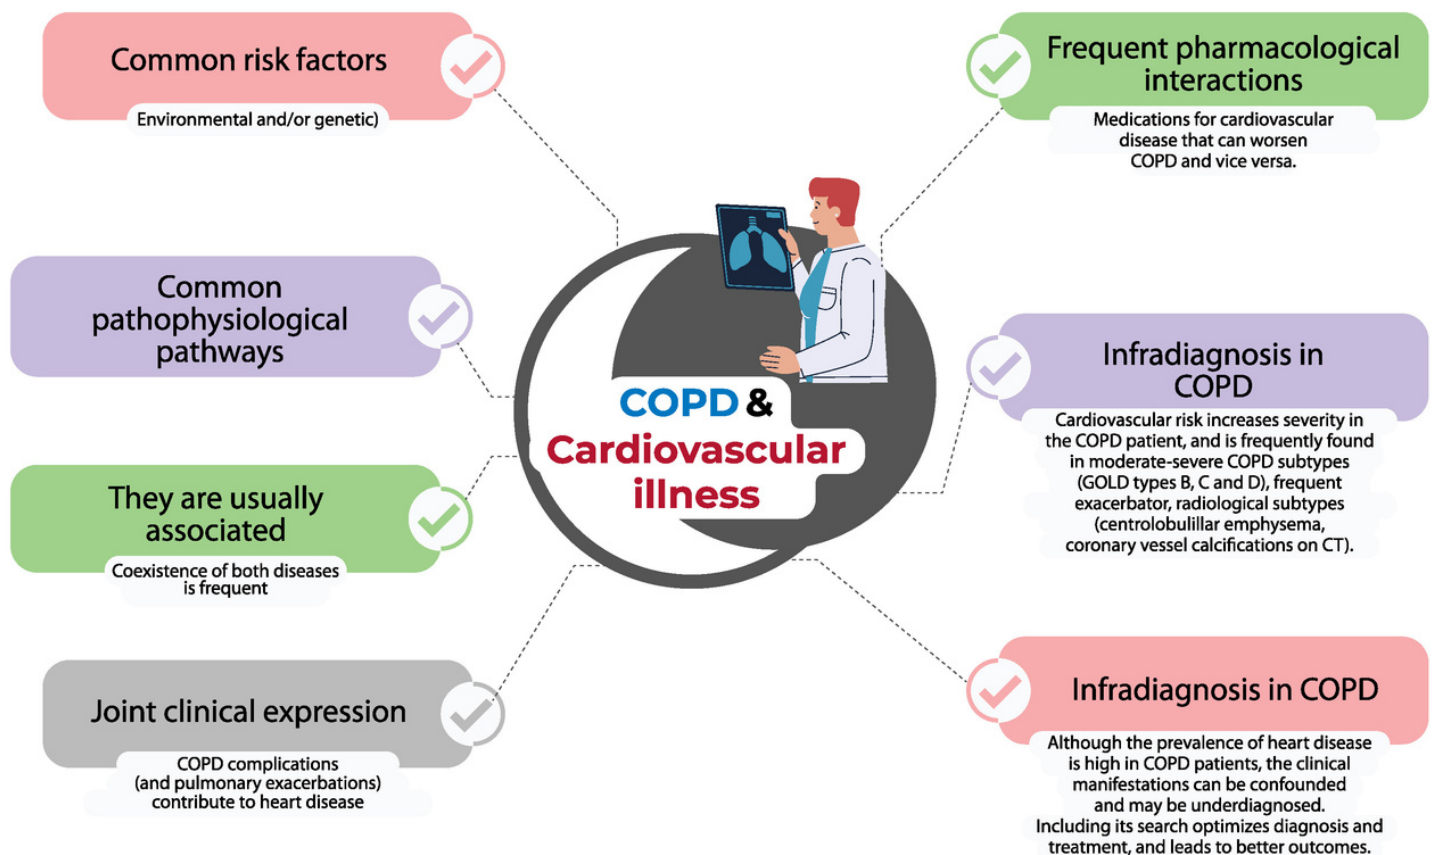 Common risk factors
Environmental and/or genetic)
Common
pathophysiological
pathways
They are usually
associated
Coexistence of both diseases
is frequent
Joint clinical expression
COPD complications
(and pulmonary exacerbations)
contribute to heart disease
COPD &
Cardiovascular
illness
Frequent pharmacological
interactions
Medications for cardiovascular
disease that can worsen
COPD and vice versa.
Infradiagnosis in
COPD
Cardiovascular risk increases severity in
the COPD patient, and is frequently found
in moderate-severe COPD subtypes
(GOLD types B, C and D), frequent
exacerbator, radiological subtypes
(centrolobulillar emphysema,
coronary vessel calcifications on CT).
Infradiagnosis in COPD
Although the prevalence of heart disease
is high in COPD patients, the clinical
manifestations can be confounded
and may be underdiagnosed.
Including its search optimizes diagnosis and
treatment, and leads to better outcomes.